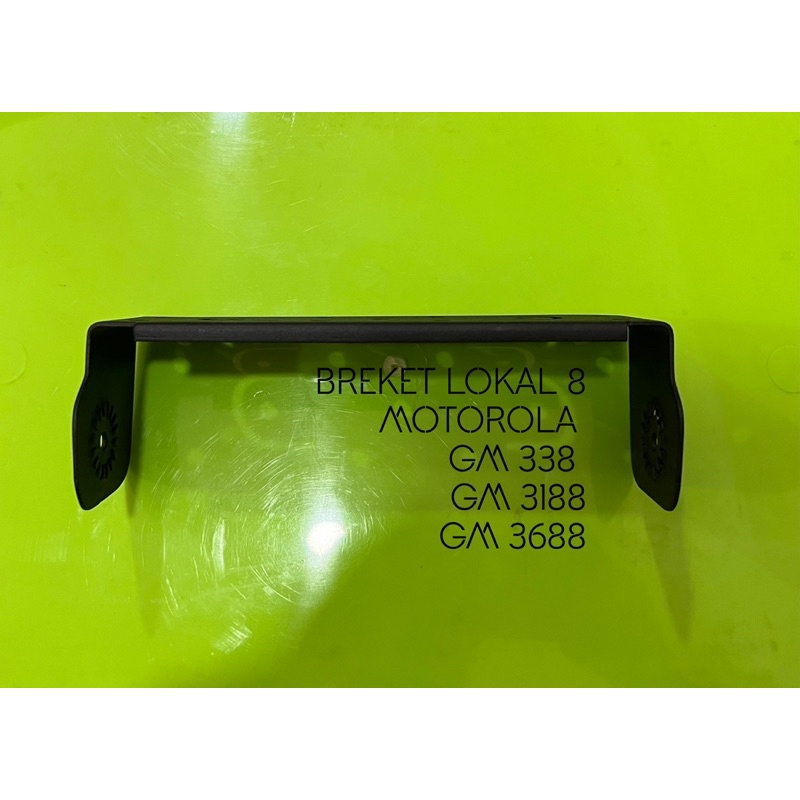 BREKET LOKAL 8
MOTOROLA
GM 338
GM 3188
GM 3688